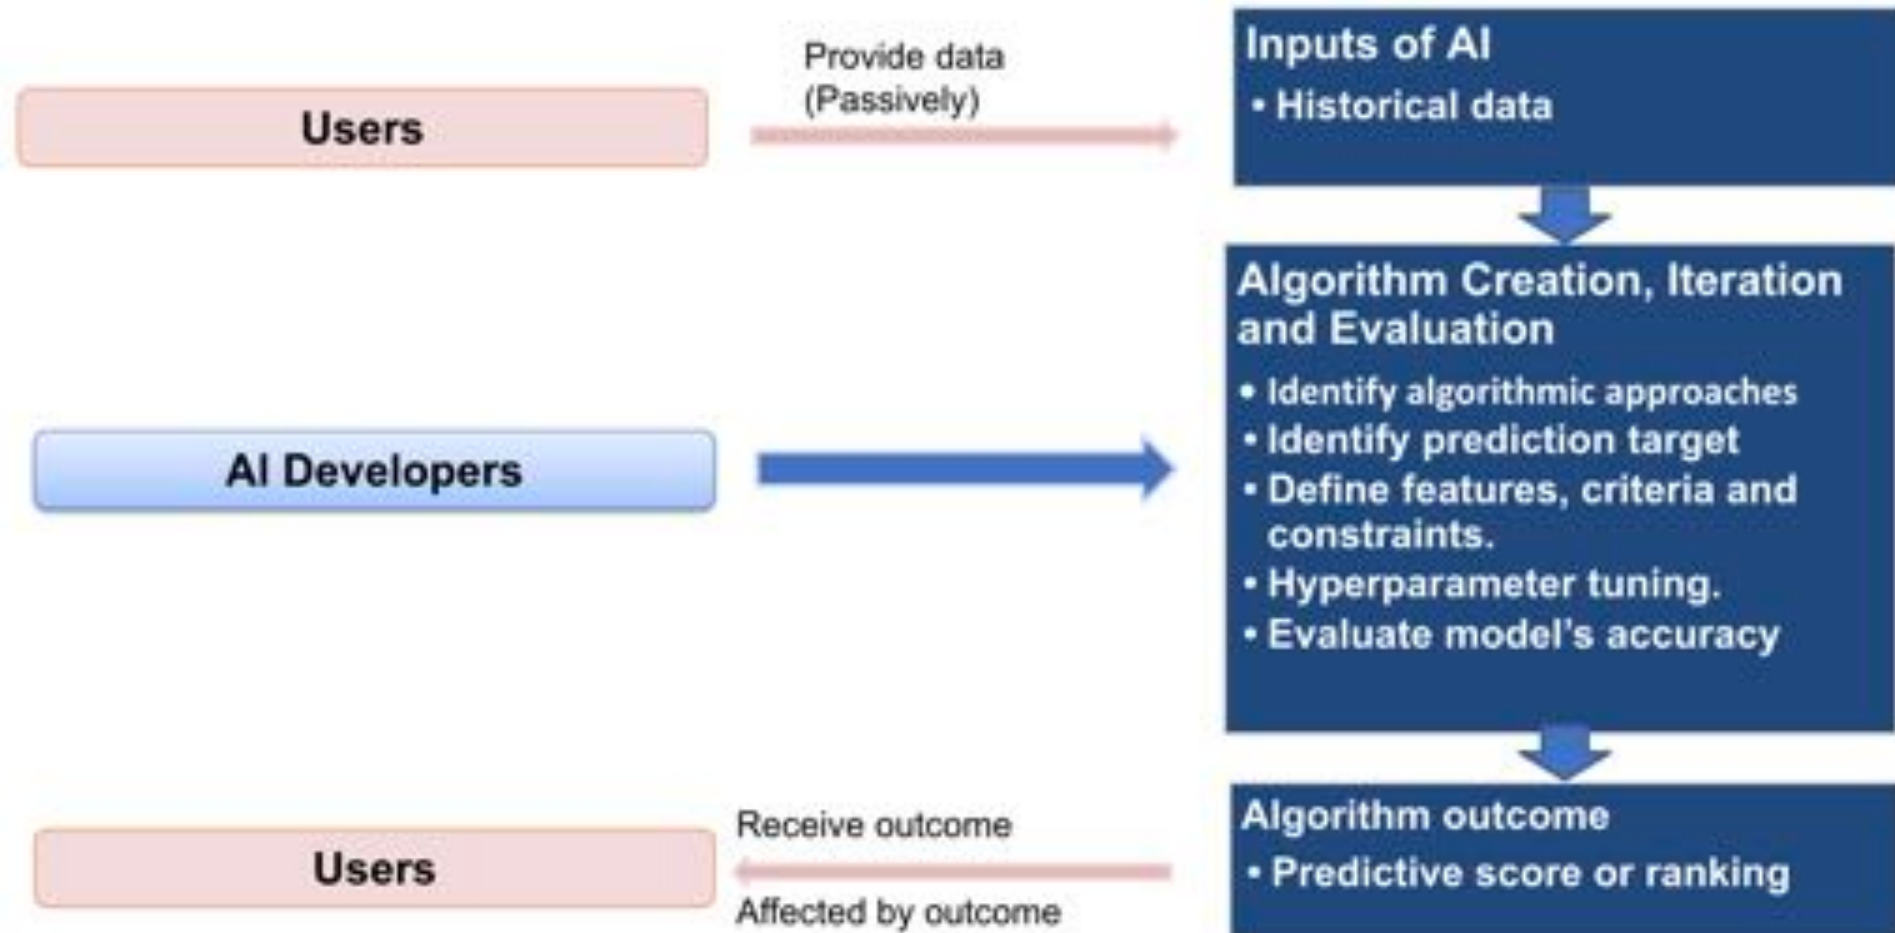 Provide data
(Passively)
Users
Inputs of AI
• Historical data
Algorithm Creation, Iteration
and Evaluation
• Identify algorithmic approaches
• Identify prediction target
• Define features, criteria and
constraints.
• Hyperparameter tuning.
• Evaluate model's accuracy
AI Developers
Algorithm outcome
• Predictive score or ranking
Receive outcome
Users
Affected by outcome